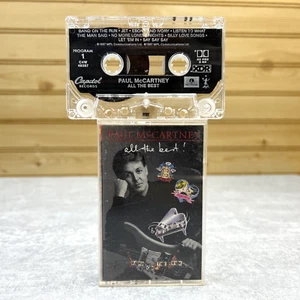 BAND ON THE RUN • JET • EBONY AND IVORY • LISTEN TO WHAT
THE MAN SAID • NO MORE LONELY NIGHTS • SILLY LOVE SONGS •
LET 'EM IN • SAY SAY SAY
PROGRAM
1
Capitol
RECORDS
XDR
PAUL McCARTNEY
ALL THE BEST
PAUL McCARTNEY
all the best!